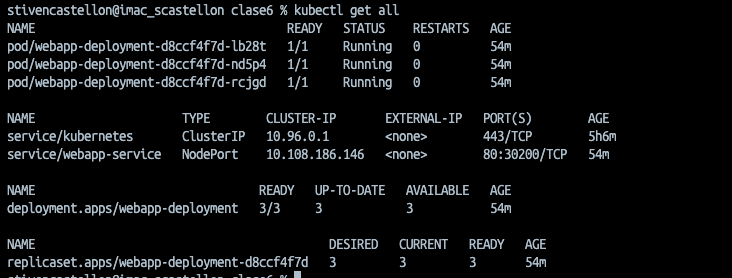 stivencastellon@imac_scastellon clase6 % kubectl get all
NAME READY STATUS RESTARTS AGE
pod/webapp-deployment-d8ccf4f7d-lb28t 1/1 Running 0 54m
pod/webapp-deployment-d8ccf4f7d-nd5p4 1/1 Running 0 54m
pod/webapp-deployment-d8ccf4f7d-rcjgd 1/1 Running 0 54m
NAME TYPE CLUSTER-IP EXTERNAL-IP PORT(S) AGE
service/kubernetes ClusterIP 10.96.0.1 <none> 443/TCP 5h6m
service/webapp-service NodePort 10.108.186.146 <none> 80:30200/TCP 54m
NAME READY UP-TO-DATE AVAILABLE AGE
deployment.apps/webapp-deployment 3/3 3 3 54m
NAME DESIRED CURRENT READY AGE
replicaset.apps/webapp-deployment-d8ccf4f7d 3 3 3 54m
stivencastellon@imac_scastellon clase6 %